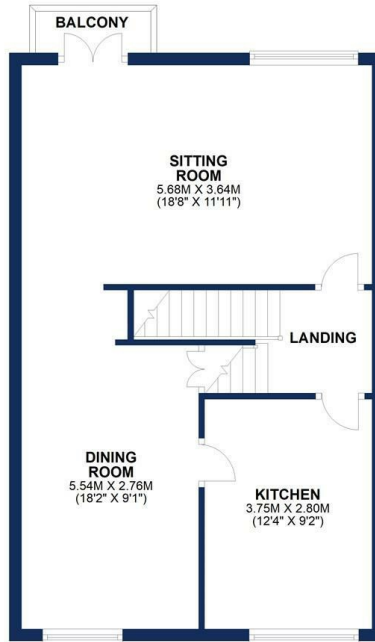 BALCONY
SITTING
ROOM
5.68M X 3.64M
(18'8" X 11'11")
LANDING
DINING
ROOM
5.54M X 2.76M
(18'2" X 9'1")
KITCHEN
3.75M X 2.80M
(12'4" X 9'2")